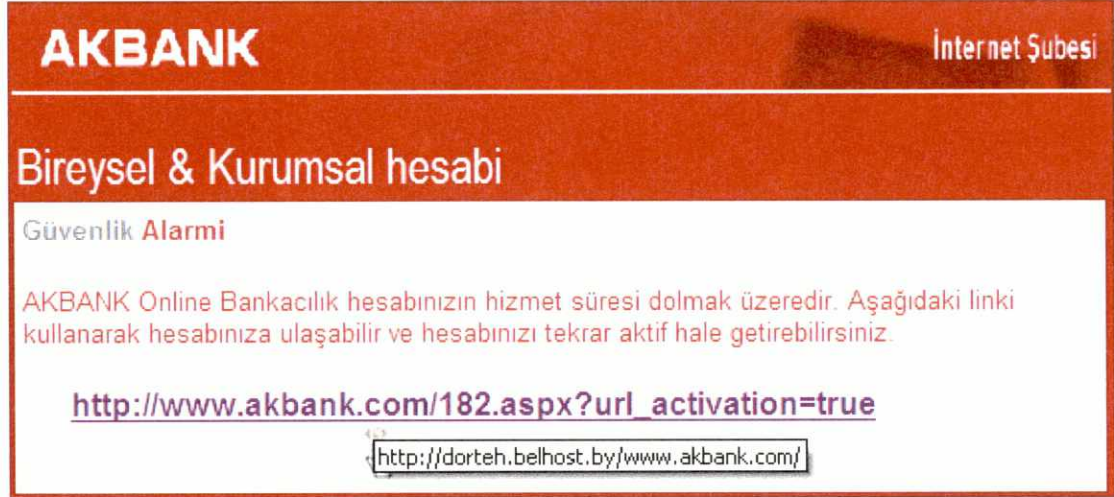 AKBANK
İnternet Şubesi
Bireysel & Kurumsal hesabi
Güvenlik Alarmi
AKBANK Online Bankacılık hesabınızın hizmet süresi dolmak üzeredir. Aşağıdaki linki
kullanarak hesabınıza ulaşabilir ve hesabınızı tekrar aktif hale getirebilirsiniz.
http://www.akbank.com/182.aspx?url_activation=true
http://dorteh.belhost.by/www.akbank.com/